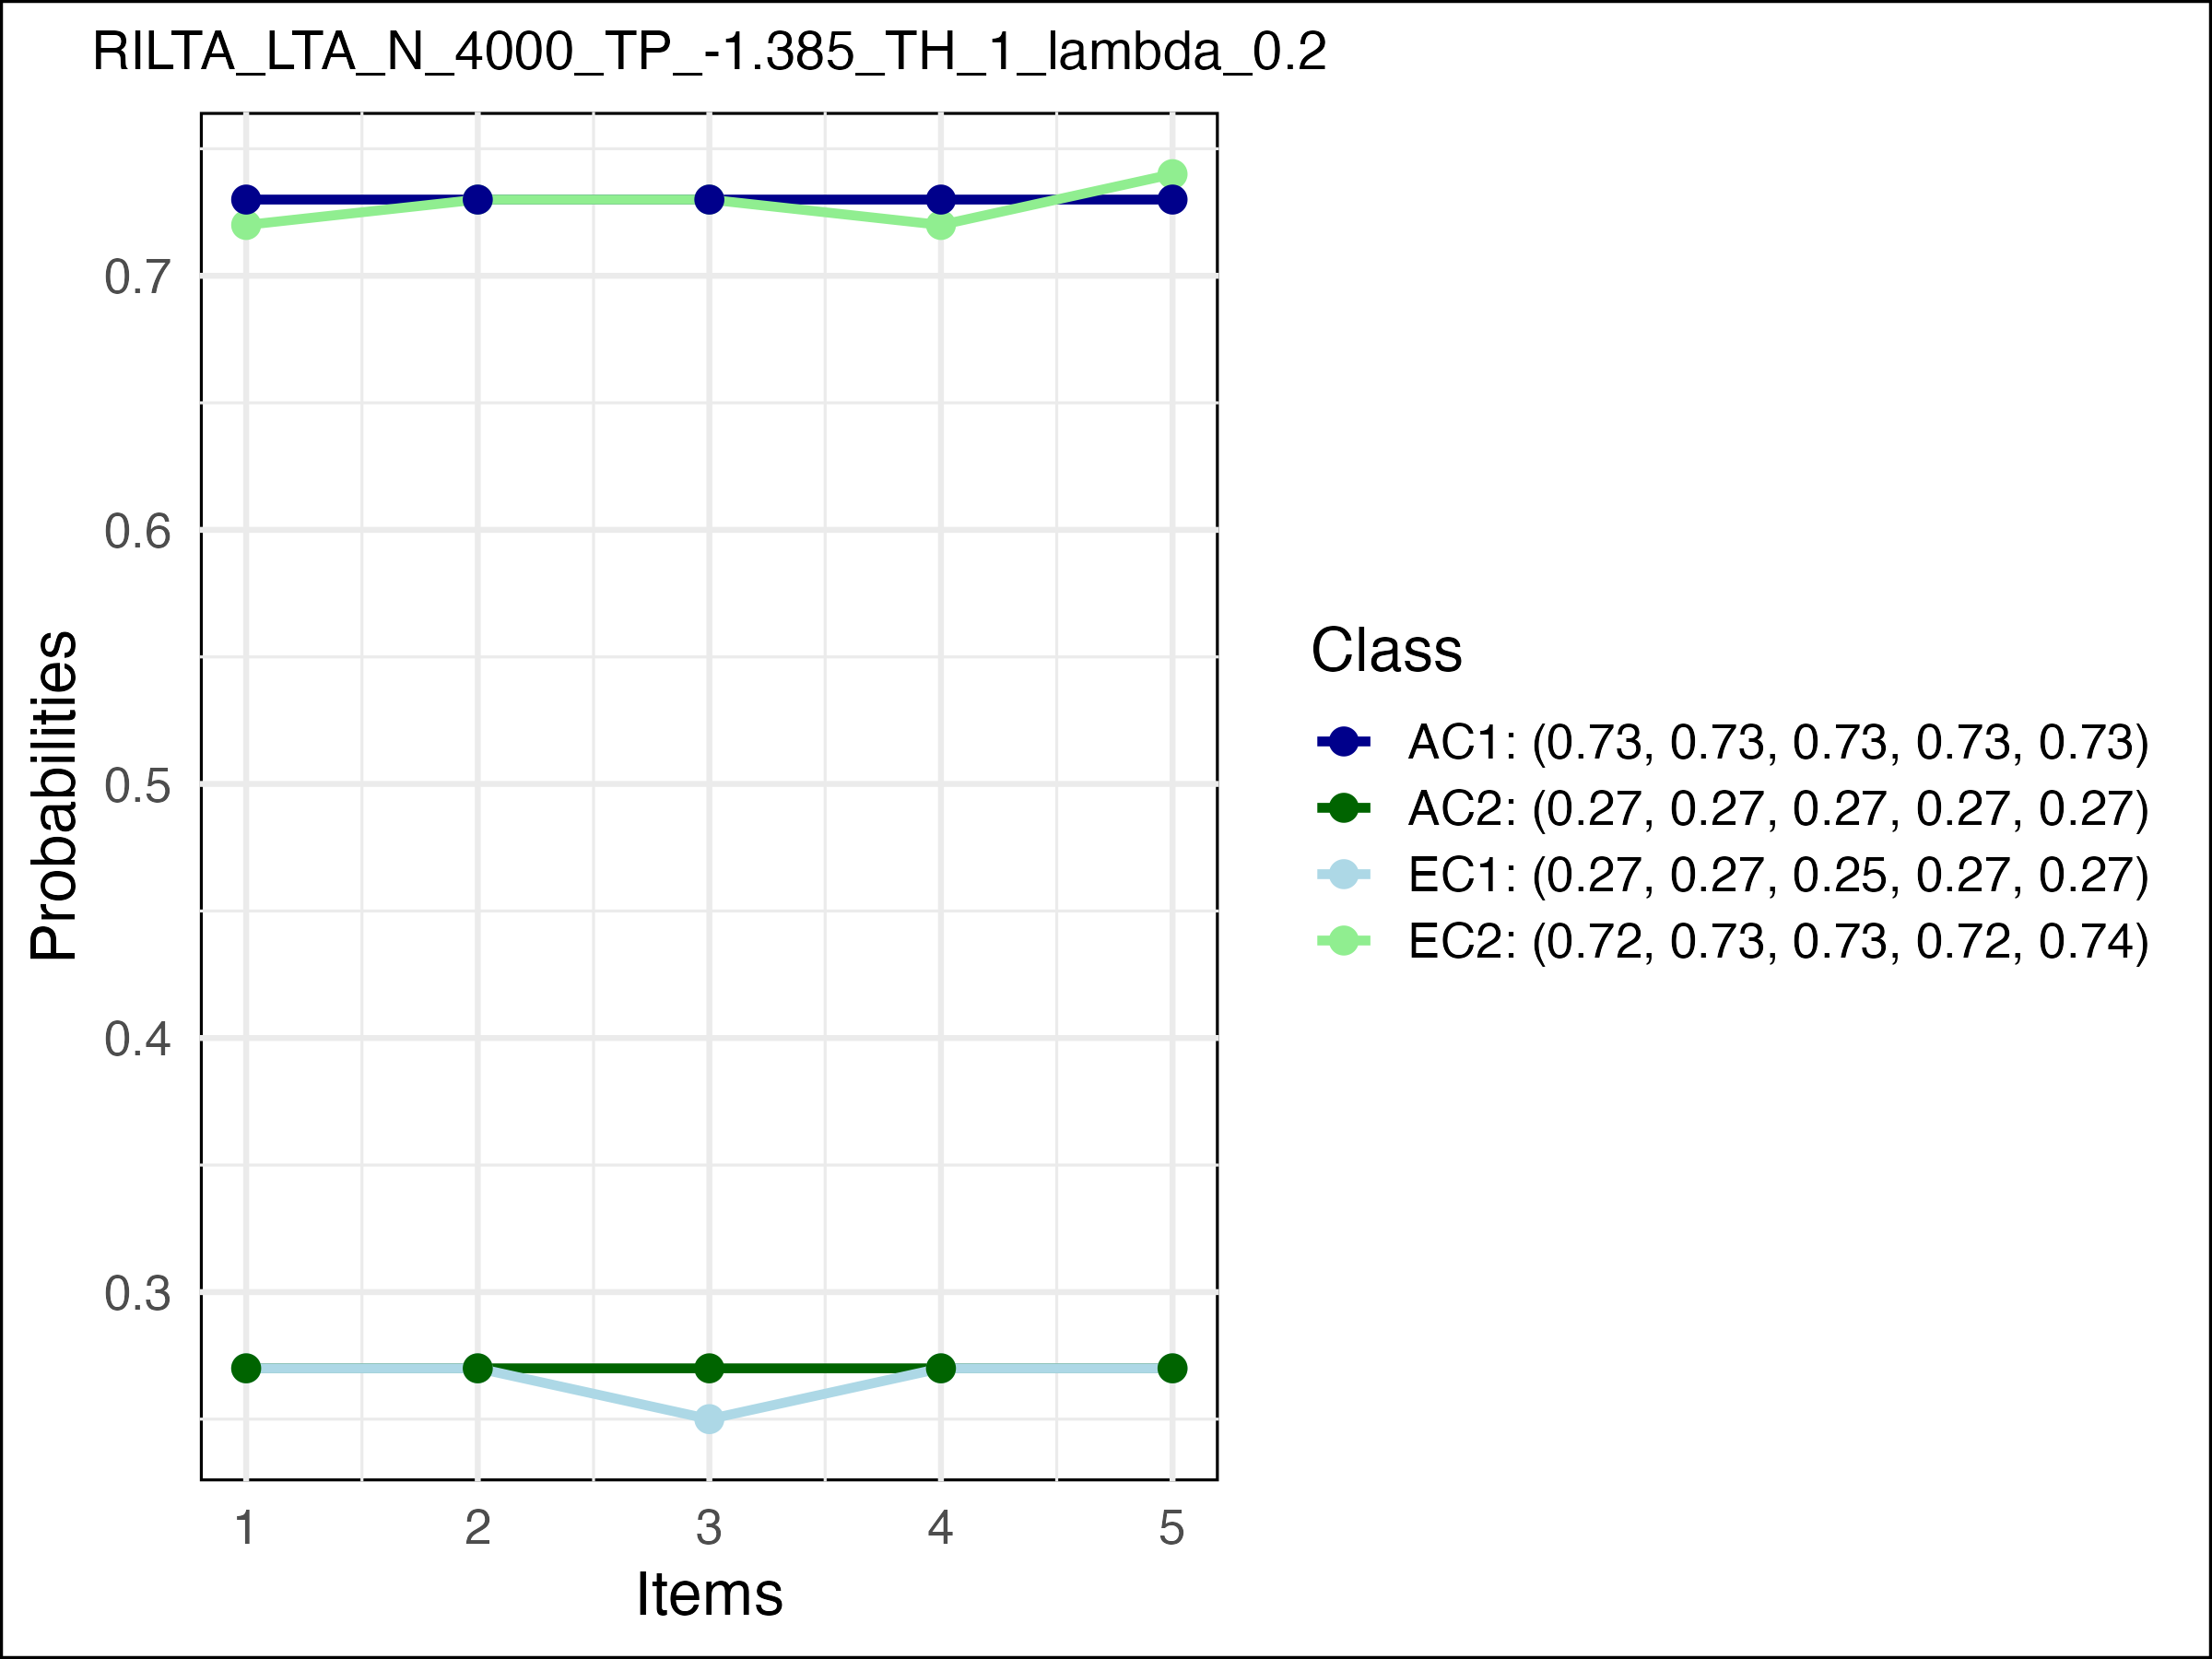 RILTA_LTA_N_4000_TP_-1.385_TH_1_lambda_0.2
Probabilities
0.7
0.6
0.5
0.4
0.3
1 2 3 4 5
Items
Class
AC1: (0.73, 0.73, 0.73, 0.73, 0.73)
AC2: (0.27, 0.27, 0.27, 0.27, 0.27)
EC1: (0.27, 0.27, 0.25, 0.27, 0.27)
EC2: (0.72, 0.73, 0.73, 0.72, 0.74)